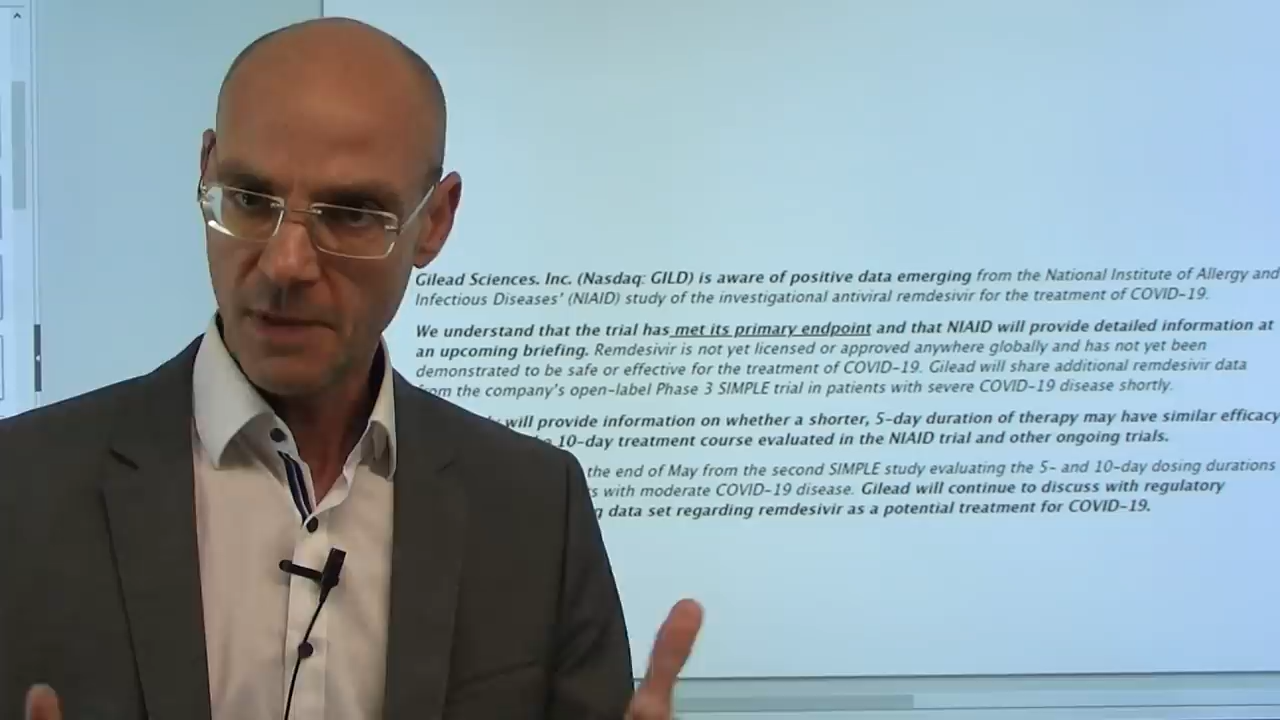 Gilead Sciences. Inc. (Nasdaq: GILD) is aware of positive data emerging from the National Institute of Allergy and
Infectious Diseases' (NIAID) study of the investigational antiviral remdesivir for the treatment of COVID-19.
We understand that the trial has met its primary endpoint and that NIAID will provide detailed information at
an upcoming briefing. Remdesivir is not yet licensed or approved anywhere globally and has not yet been
demonstrated to be safe or effective for the treatment of COVID-19. Gilead will share additional remdesivir data
the company's open-label Phase 3 SIMPLE trial in patients with severe COVID-19 disease shortly.
will provide information on whether a shorter, 5-day duration of therapy may have similar efficacy
10-day treatment course evaluated in the NIAID trial and other ongoing trials.
the end of May from the second SIMPLE study evaluating the 5- and 10-day dosing durations
with moderate COVID-19 disease. Gilead will continue to discuss with regulatory
data set regarding remdesivir as a potential treatment for COVID-19.